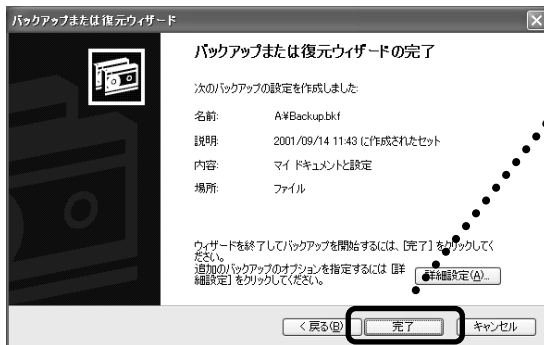 バックアップまたは復元ウィザード
バックアップまたは復元ウィザードの完了
次のバックアップの設定を作成しました:
名前: A¥Backup.bkf
説明: 2001/09/14 11:43 に作成されたセット
内容: マイ ドキュメントと設定
場所: ファイル
ウィザードを終了してバックアップを開始するには、[完了] をクリックしてく
ださい。
追加のバックアップのオプションを指定するには [詳
細設定] をクリックしてください。
詳細設定(A)...
< 戻る(B) 完了 キャンセル